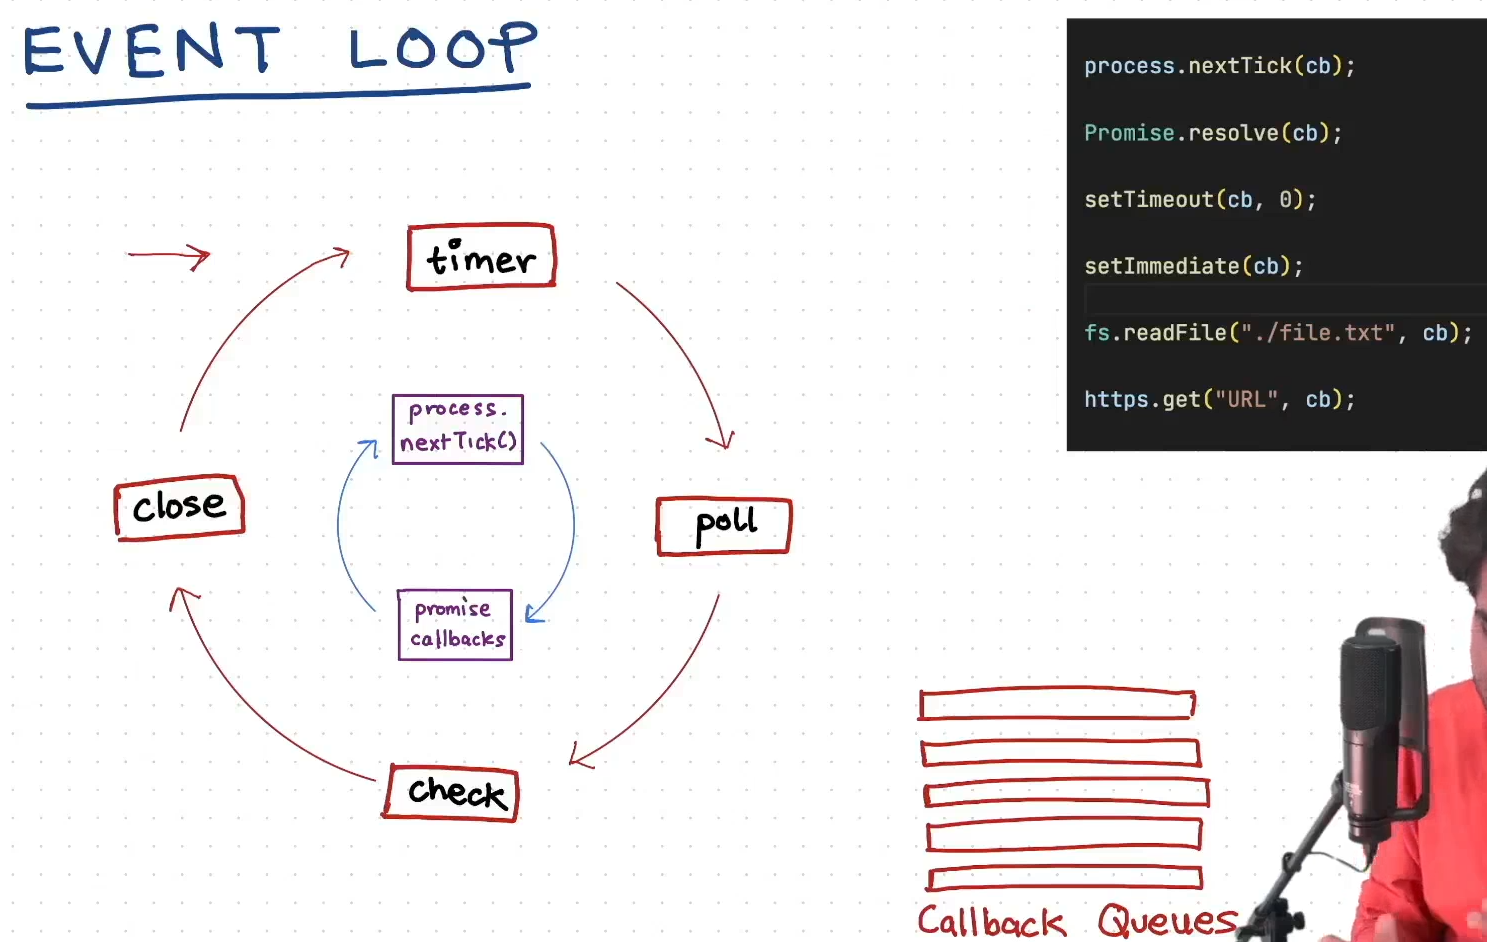 EVENT LOOP
process.nextTick(cb);
Promise.resolve(cb);
setTimeout(cb, 0);
setImmediate(cb);
fs.readFile("./file.txt", cb);
https.get("URL", cb);
timer
process.
nextTick()
close
poll
promise
callbacks
check
Callback Queues